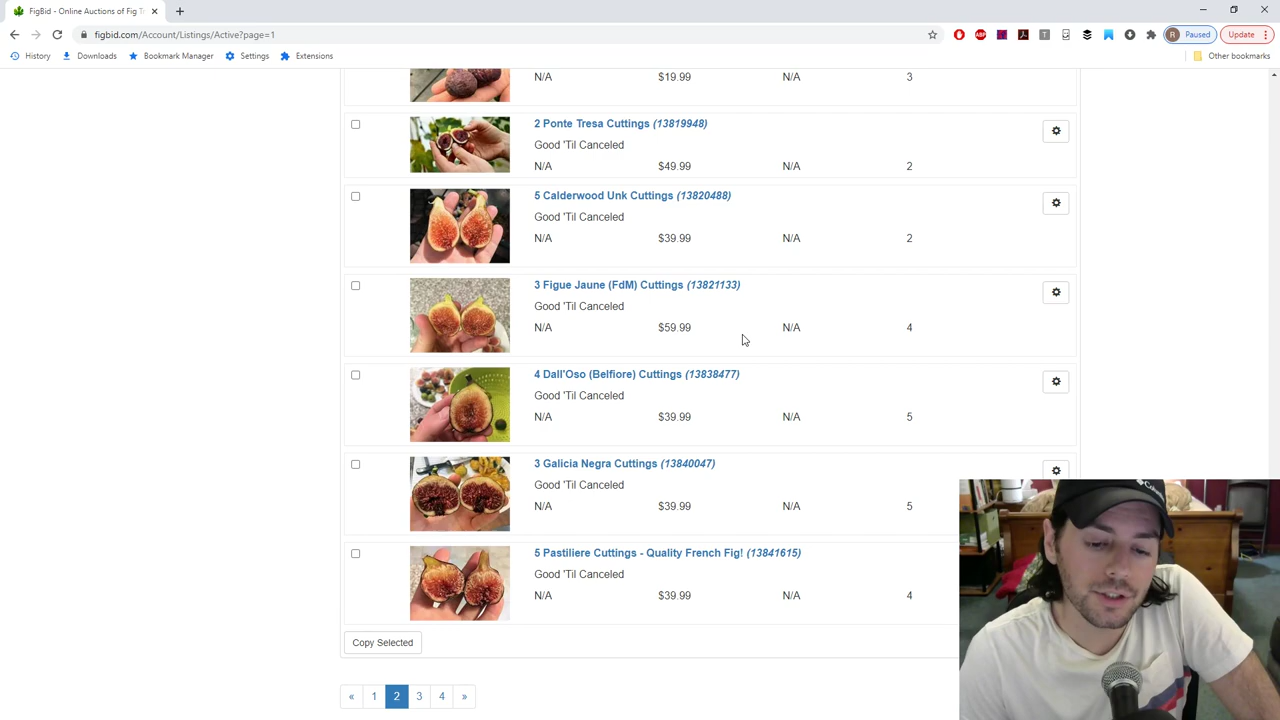 FigBid - Online Auctions of Fig Tr
figbid.com/Account/Listings/Active?page=1
ABP
T
R
Paused
Update
History
Downloads
Bookmark Manager
Settings
Extensions
Other bookmarks
N/A $19.99 N/A 3
2 Ponte Tresa Cuttings (13819948)
Good 'Til Canceled
N/A $49.99 N/A 2
5 Calderwood Unk Cuttings (13820488)
Good 'Til Canceled
N/A $39.99 N/A 2
3 Figue Jaune (FdM) Cuttings (13821133)
Good 'Til Canceled
N/A $59.99 N/A 4
4 Dall'Oso (Belfiore) Cuttings (13838477)
Good 'Til Canceled
N/A $39.99 N/A 5
3 Galicia Negra Cuttings (13840047)
Good 'Til Canceled
N/A $39.99 N/A 5
5 Pastiliere Cuttings - Quality French Fig! (13841615)
Good 'Til Canceled
N/A $39.99 N/A 4
Copy Selected
« 1 2 3 4 »
Columbia